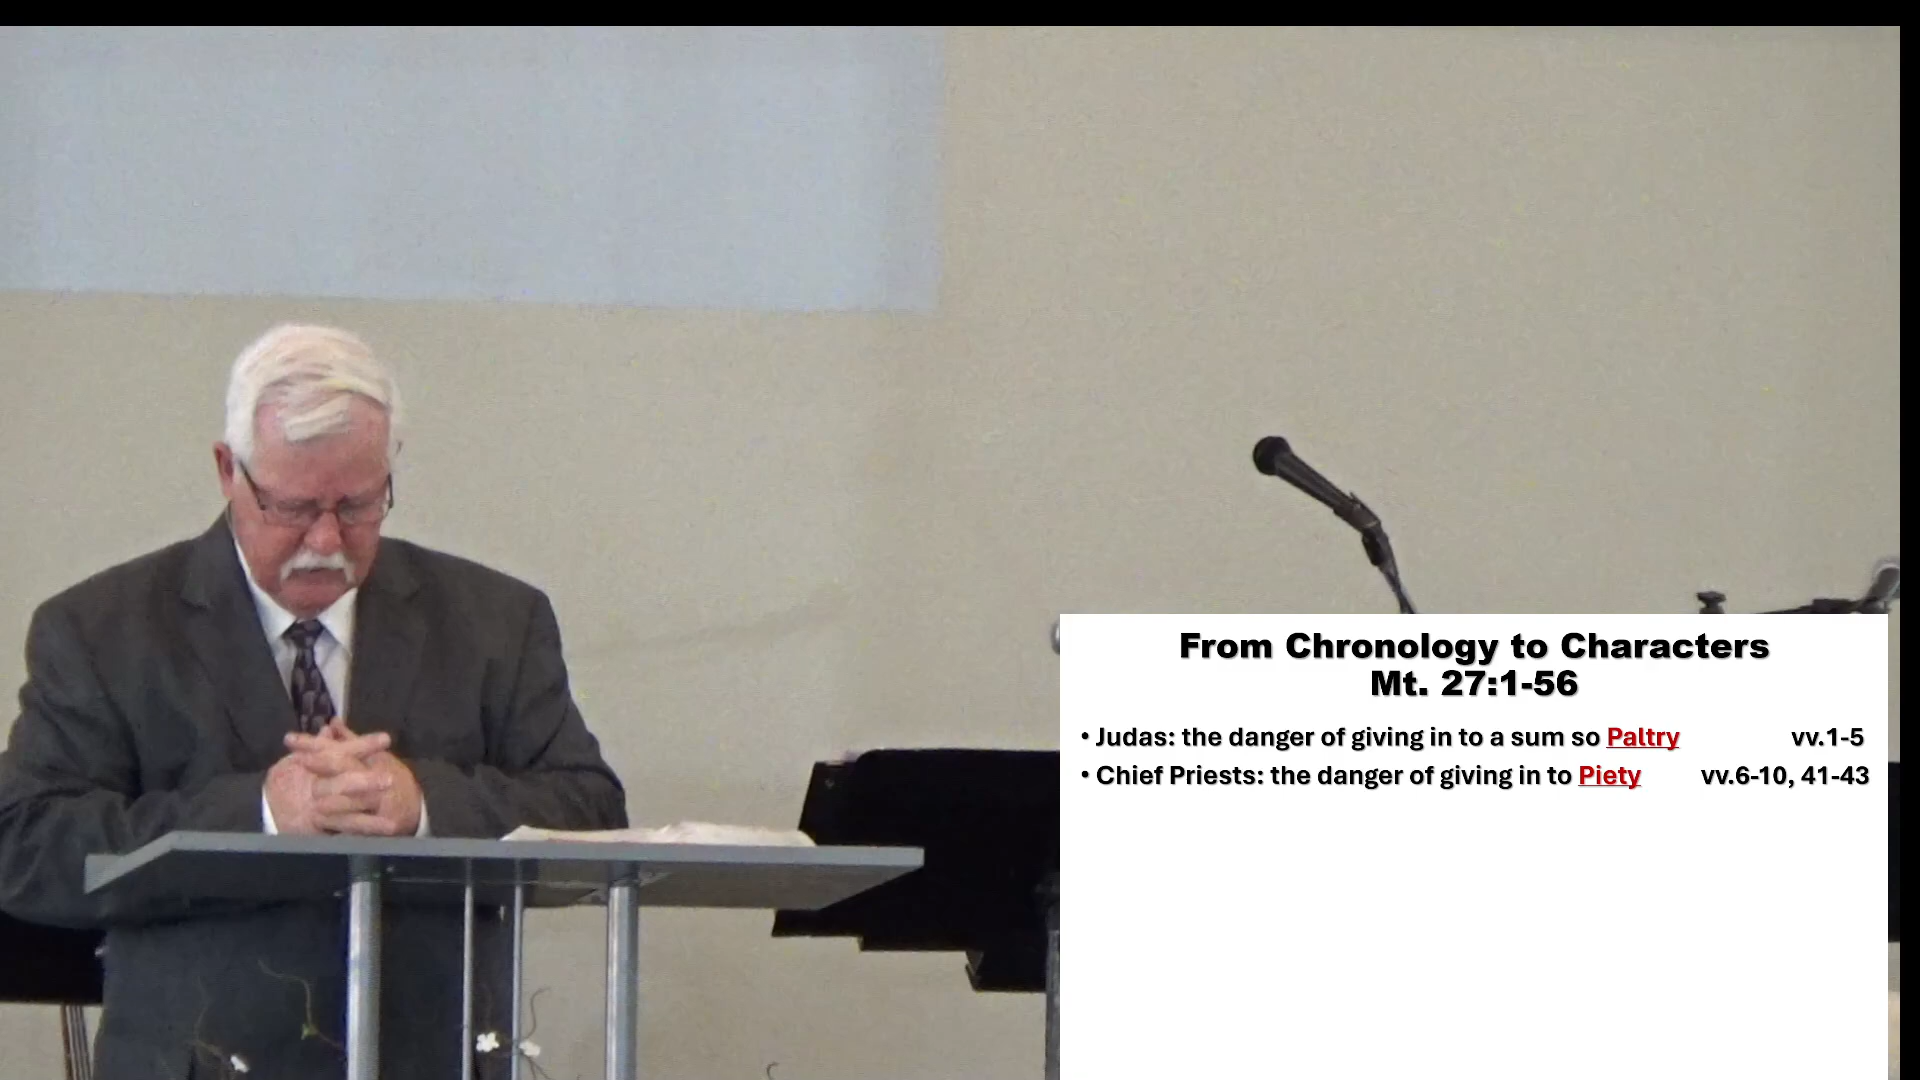 From Chronology to Characters
Mt. 27:1-56
• Judas: the danger of giving in to a sum so Paltry vv.1-5
• Chief Priests: the danger of giving in to Piety vv.6-10, 41-43